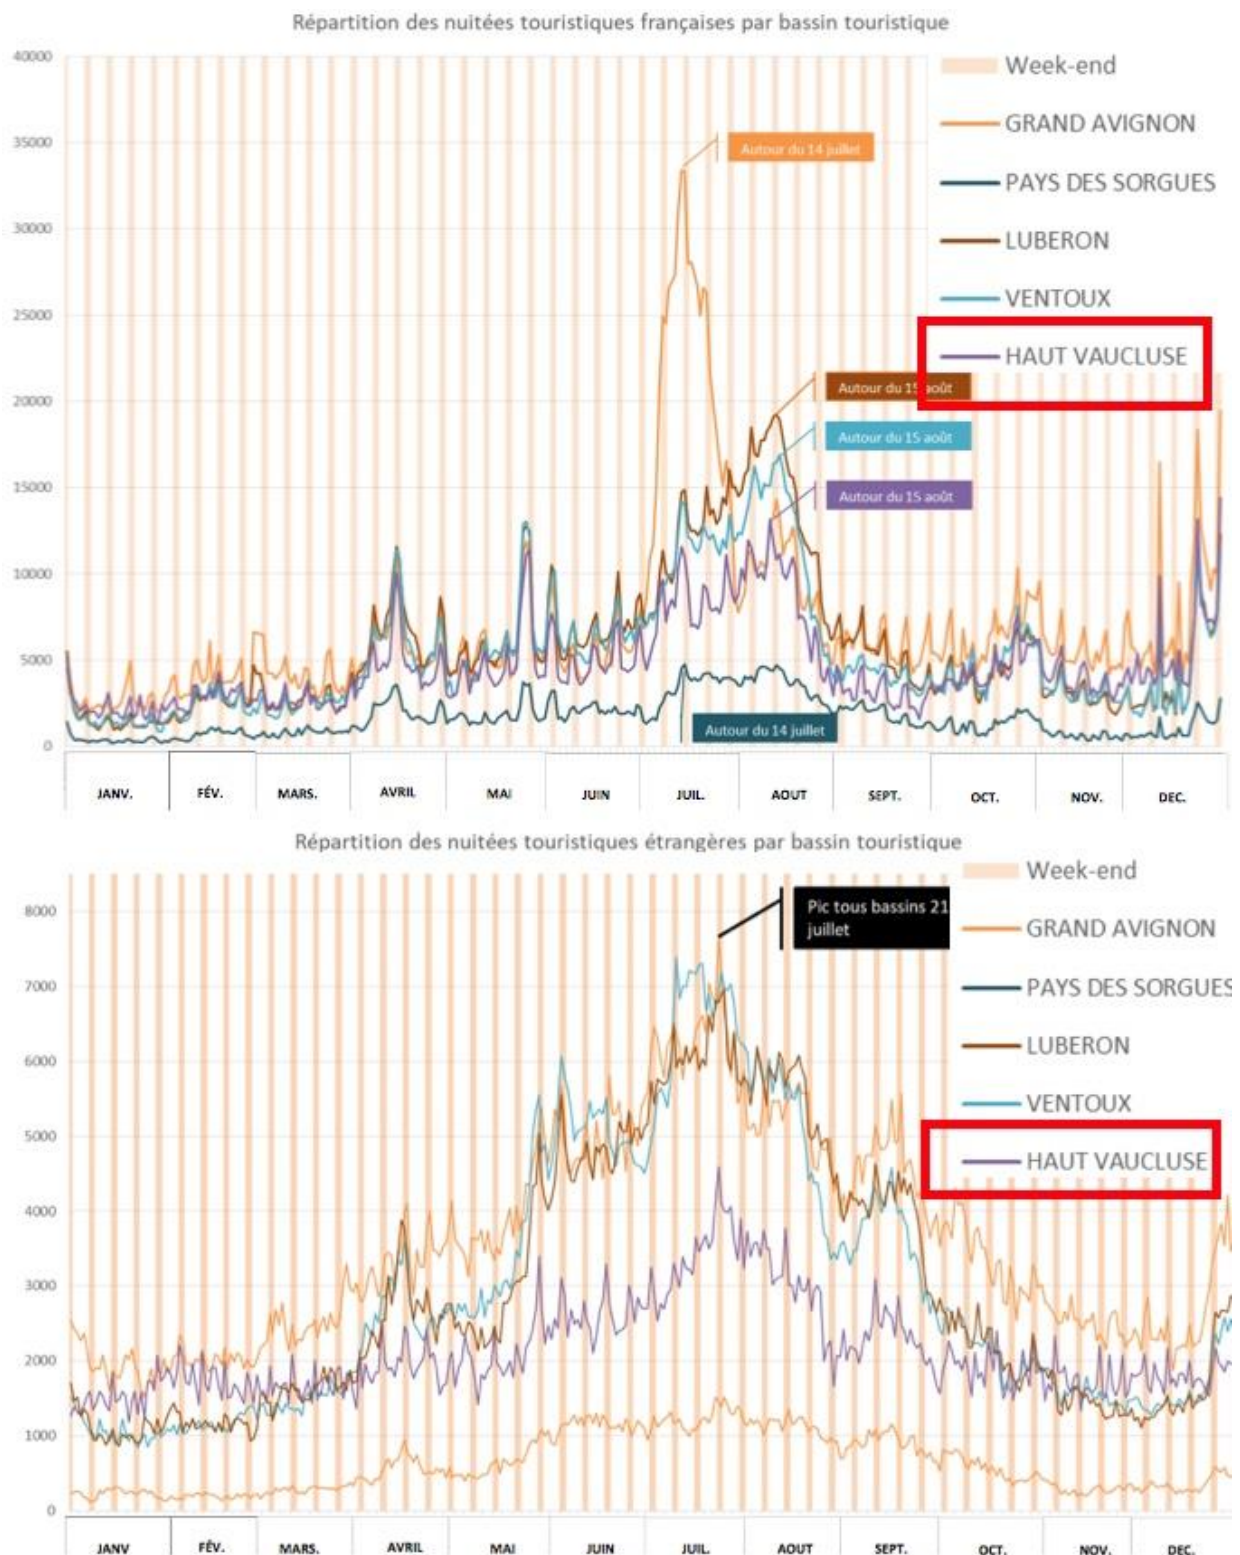 Répartition des nuitées touristiques françaises par bassin touristique
40000
35000
30000
25000
20000
15000
10000
5000
0
Week-end
GRAND AVIGNON
PAYS DES SORGUES
LUBERON
VENTOUX
HAUT VAUCLUSE
Autour du 14 juillet
Autour du 15 août
Autour du 15 août
Autour du 15 août
Autour du 14 juillet
JANV. FÉV. MARS. AVRIL MAI JUIN JUIL. AOUT SEPT. OCT. NOV. DEC.
Répartition des nuitées touristiques étrangères par bassin touristique
8000
7000
6000
5000
4000
3000
2000
1000
0
Week-end
GRAND AVIGNON
PAYS DES SORGUES
LUBERON
VENTOUX
HAUT VAUCLUSE
Pic tous bassins 21
juillet
JANV FÉV. MARS. AVRIL MAI JUIN JUIL. AOUT SEPT. OCT. NOV. DEC.